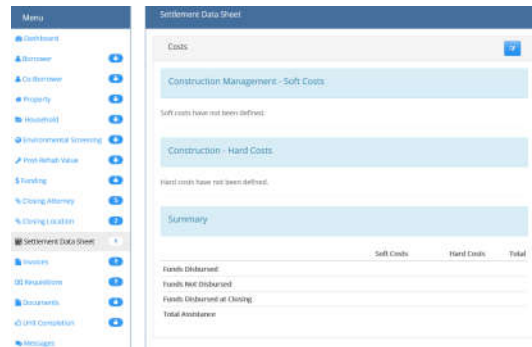 Menu
Dashboard
Borrower
Co-Borrower
Property
Household
Environmental Screening
Post-Rehab Value
Funding
Closing Attorney
Closing Location
Settlement Data Sheet
Invoices
Requisitions
Documents
Unit Completion
Messages
Settlement Data Sheet
Costs
Construction Management - Soft Costs
Soft costs have not been defined.
Construction - Hard Costs
Hard costs have not been defined.
Summary
Soft Costs Hard Costs Total
Funds Disbursed
Funds Not Disbursed
Funds Disbursed at Closing
Total Assistance